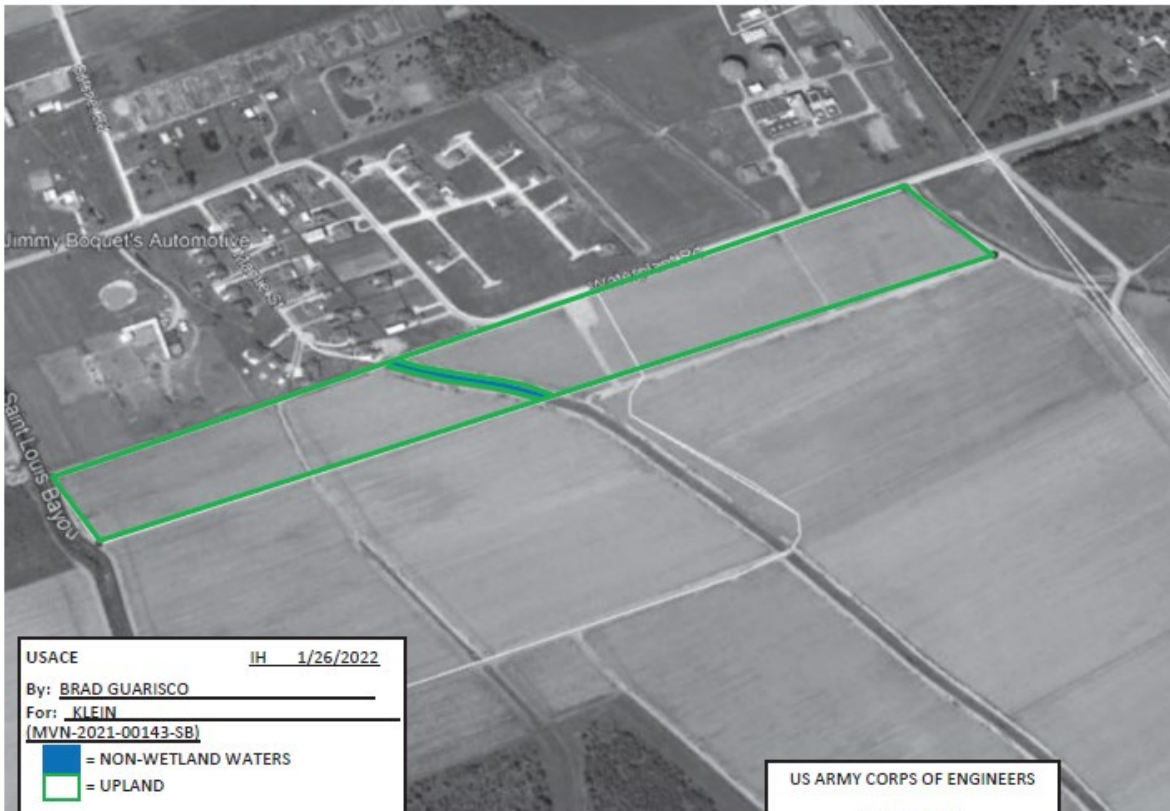 Jimmy Boquet's Automotive
Saint Louis Bayou
USACE IH 1/26/2022
By: BRAD GUARISCO
For: KLEIN
(MVN-2021-00143-SB)
= NON-WETLAND WATERS
= UPLAND
US ARMY CORPS OF ENGINEERS